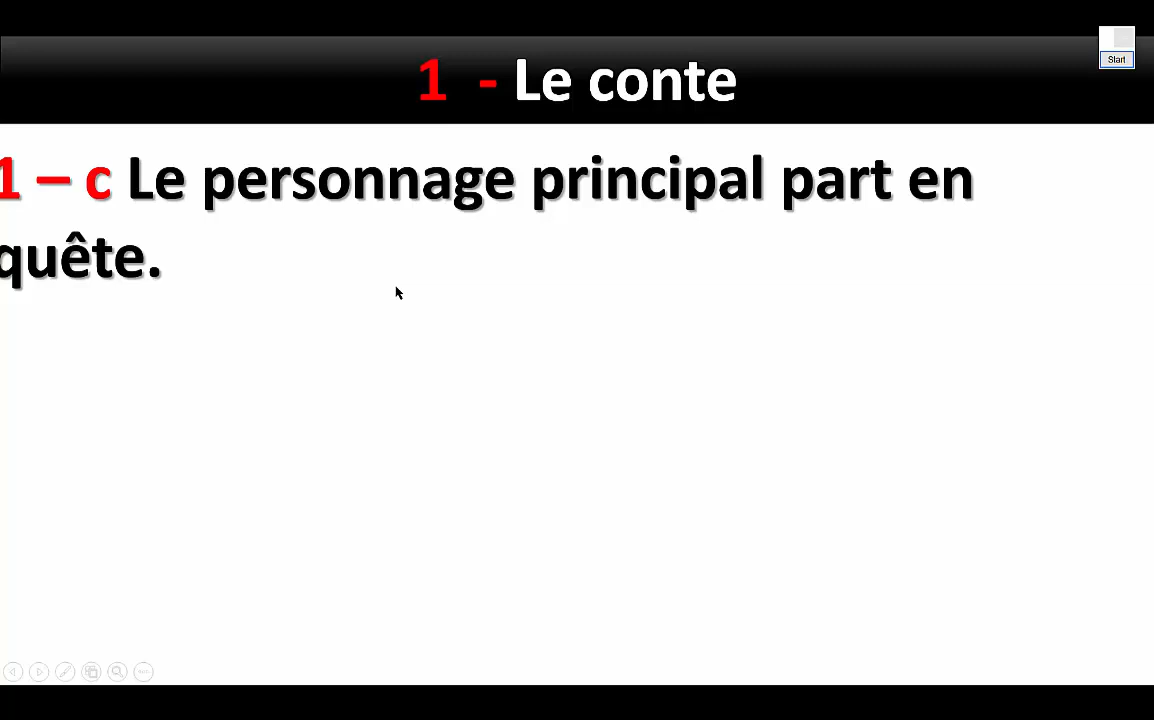 Start
1 - Le conte
1 – c Le personnage principal part en
quête.